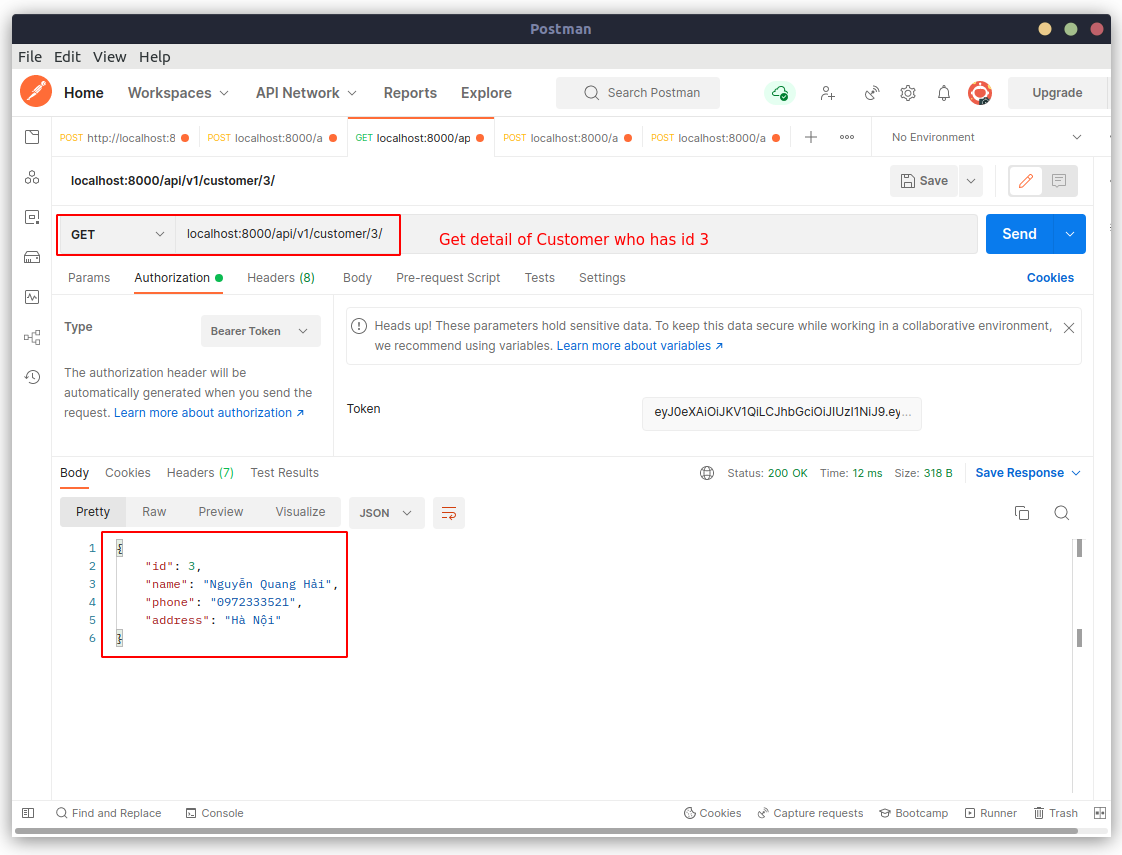 Postman
File Edit View Help
Home Workspaces API Network Reports Explore Search Postman Upgrade
POST http://localhost:8 POST localhost:8000/a GET localhost:8000/ap POST localhost:8000/a POST localhost:8000/a No Environment
localhost:8000/api/v1/customer/3/ Save
GET localhost:8000/api/v1/customer/3/ Get detail of Customer who has id 3 Send
Params Authorization Headers (8) Body Pre-request Script Tests Settings Cookies
Type Bearer Token
The authorization header will be
automatically generated when you send the
request. Learn more about authorization ↗
Heads up! These parameters hold sensitive data. To keep this data secure while working in a collaborative environment,
we recommend using variables. Learn more about variables ↗
Token eyJ0eXAiOiJKV1QiLCJhbGciOiJIUzI1NiJ9.ey...
Body Cookies Headers (7) Test Results Status: 200 OK Time: 12 ms Size: 318 B Save Response
Pretty Raw Preview Visualize JSON
1 {
2 "id": 3,
3 "name": "Nguyễn Quang Hải",
4 "phone": "0972333521",
5 "address": "Hà Nội"
6 }
Find and Replace Console Cookies Capture requests Bootcamp Runner Trash